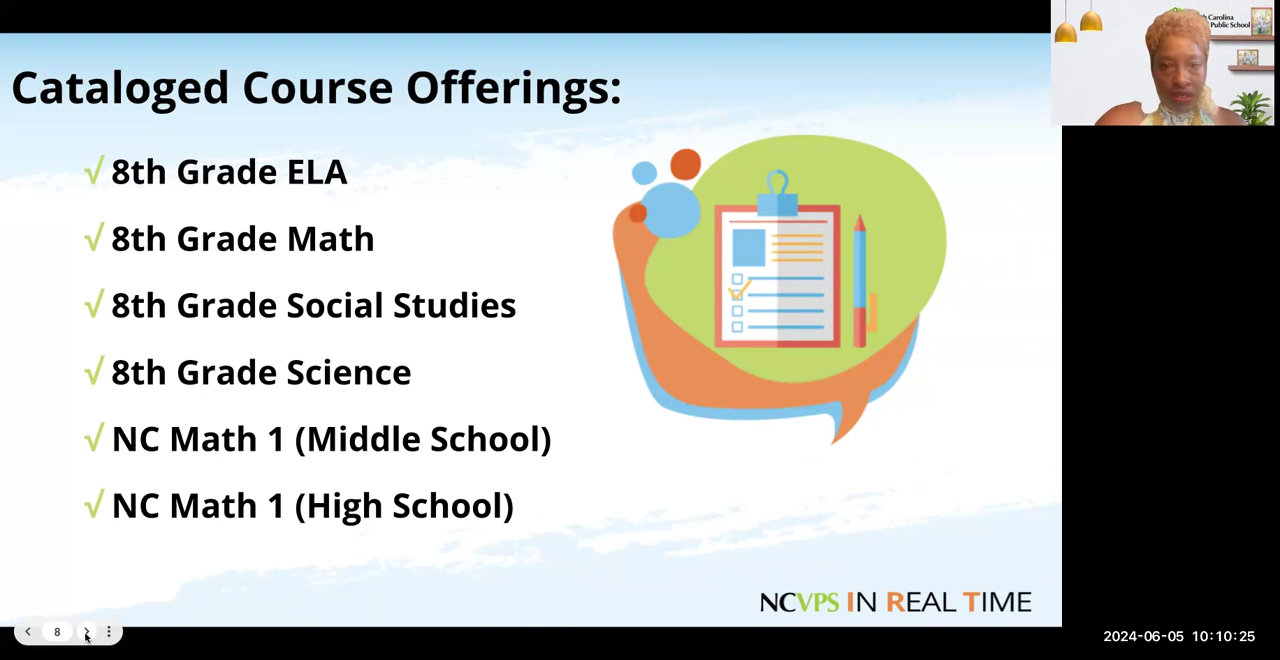 Cataloged Course Offerings:
√ 8th Grade ELA
√ 8th Grade Math
√ 8th Grade Social Studies
√ 8th Grade Science
√ NC Math 1 (Middle School)
√ NC Math 1 (High School)
NCVPS IN REAL TIME
8
Carolina
Public School
2024-06-05 10:10:25